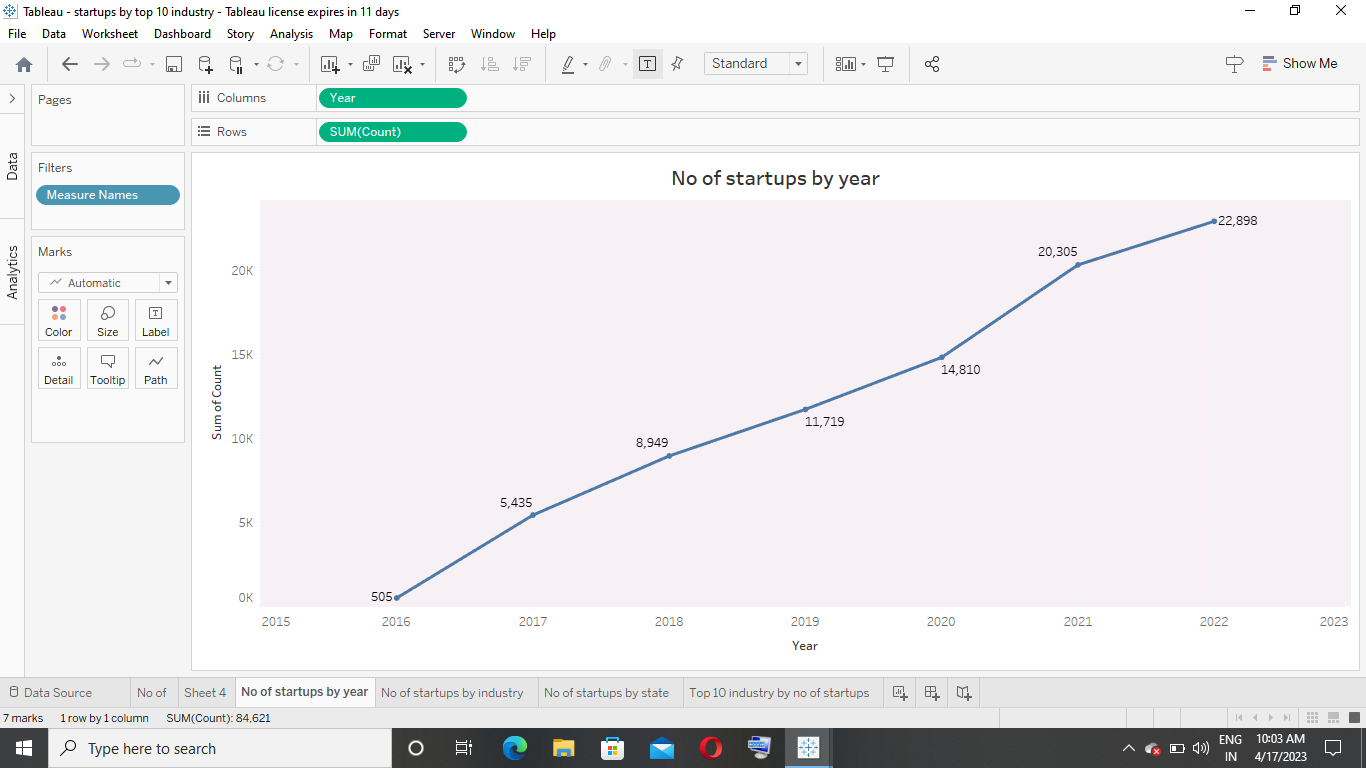 Tableau - startups by top 10 industry - Tableau license expires in 11 days
File Data Worksheet Dashboard Story Analysis Map Format Server Window Help
Standard
Show Me
Data
Analytics
Pages
Filters
Measure Names
Marks
Automatic
Color Size Label
Detail Tooltip Path
Columns Year
Rows SUM(Count)
No of startups by year
Sum of Count
20K
15K
10K
5K
0K
505
5,435
8,949
11,719
14,810
20,305
22,898
2015 2016 2017 2018 2019 2020 2021 2022 2023
Year
Data Source No of Sheet 4 No of startups by year No of startups by industry No of startups by state Top 10 industry by no of startups
7 marks 1 row by 1 column SUM(Count): 84,621
Type here to search
ENG
IN
10:03 AM
4/17/2023